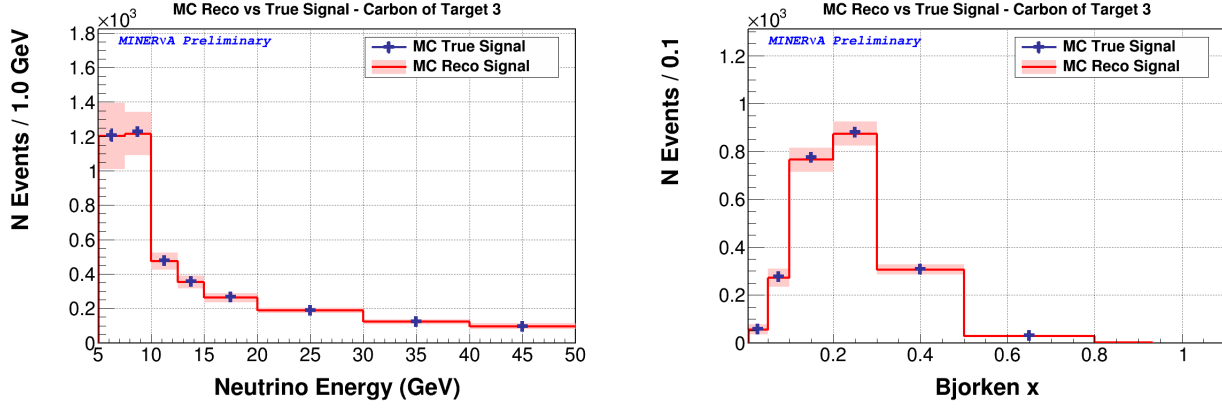 MC Reco vs True Signal - Carbon of Target 3
×10³
MINERνA Preliminary
MC True Signal
MC Reco Signal
N Events / 1.0 GeV
1.8
1.6
1.4
1.2
1
0.8
0.6
0.4
0.2
0
5 10 15 20 25 30 35 40 45 50
Neutrino Energy (GeV)
MC Reco vs True Signal - Carbon of Target 3
×10³
MINERνA Preliminary
MC True Signal
MC Reco Signal
N Events / 0.1
1.2
1
0.8
0.6
0.4
0.2
0
0.2 0.4 0.6 0.8 1
Bjorken x